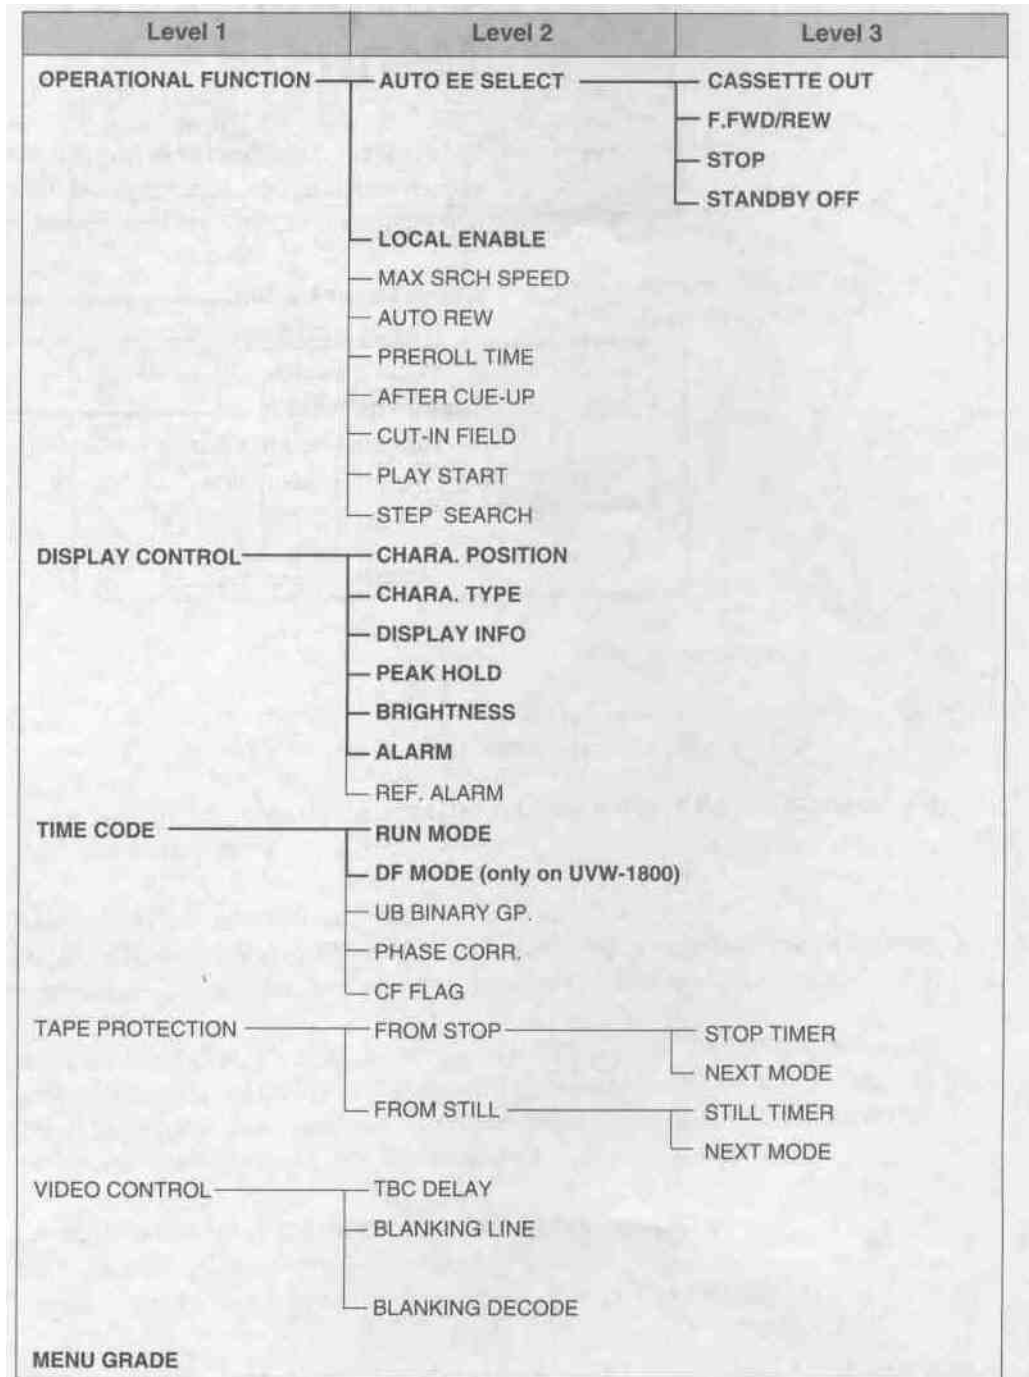 Level 1 Level 2 Level 3
OPERATIONAL FUNCTION AUTO EE SELECT CASSETTE OUT
F.FWD/REW
STOP
STANDBY OFF
LOCAL ENABLE
MAX SRCH SPEED
AUTO REW
PREROLL TIME
AFTER CUE-UP
CUT-IN FIELD
PLAY START
STEP SEARCH
DISPLAY CONTROL CHARA. POSITION
CHARA. TYPE
DISPLAY INFO
PEAK HOLD
BRIGHTNESS
ALARM
REF. ALARM
TIME CODE RUN MODE
DF MODE (only on UVW-1800)
UB BINARY GP.
PHASE CORR.
CF FLAG
TAPE PROTECTION FROM STOP STOP TIMER
NEXT MODE
FROM STILL STILL TIMER
NEXT MODE
VIDEO CONTROL TBC DELAY
BLANKING LINE
BLANKING DECODE
MENU GRADE